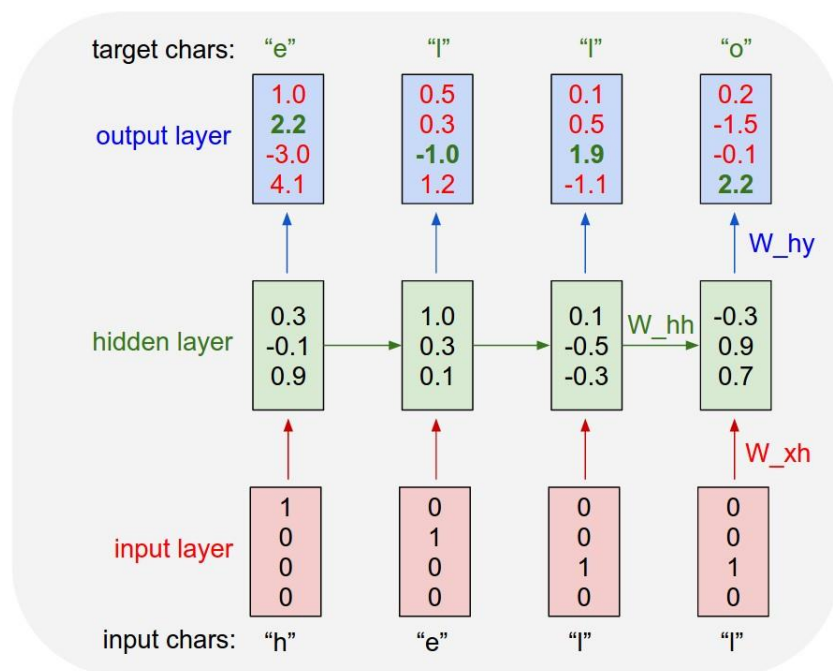 target chars: “e” “l” “l” “o”
output layer
1.0 0.5 0.1 0.2
2.2 0.3 0.5 -1.5
-3.0 -1.0 1.9 -0.1
4.1 1.2 -1.1 2.2
W_hy
hidden layer
0.3 1.0 0.1 W_hh -0.3
-0.1 0.3 -0.5 0.9
0.9 0.1 -0.3 0.7
W_xh
input layer
1 0 0 0
0 1 0 0
0 0 1 1
0 0 0 0
input chars: “h” “e” “l” “l”